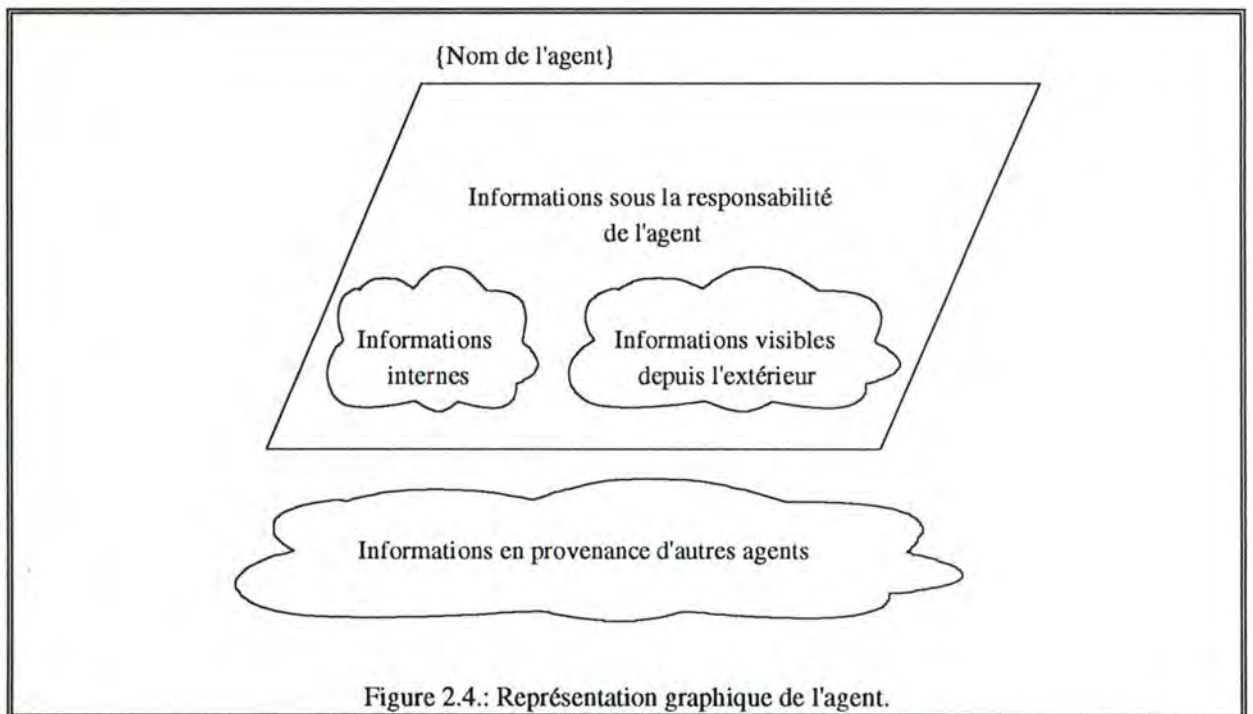 {Nom de l'agent}
Informations sous la responsabilité
de l'agent
Informations
internes
Informations visibles
depuis l'extérieur
Informations en provenance d'autres agents
Figure 2.4.: Représentation graphique de l'agent.